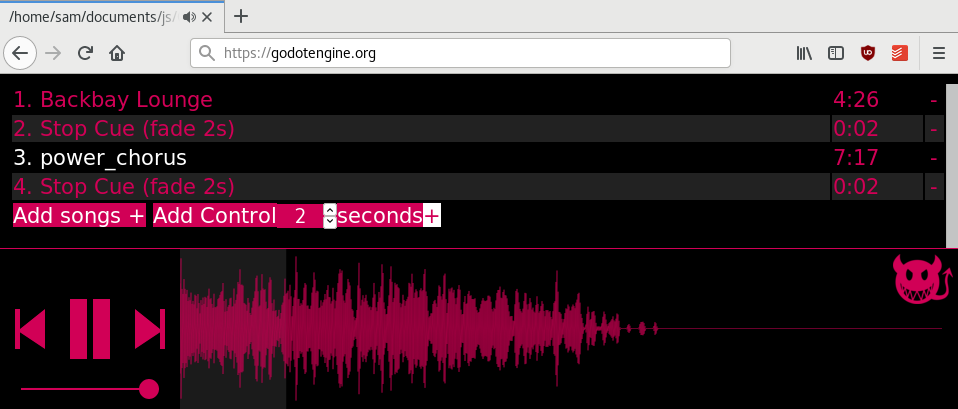 /home/sam/documents/js/
https://godotengine.org
1. Backbay Lounge 4:26 -
2. Stop Cue (fade 2s) 0:02 -
3. power_chorus 7:17 -
4. Stop Cue (fade 2s) 0:02 -
Add songs + Add Control 2 seconds +